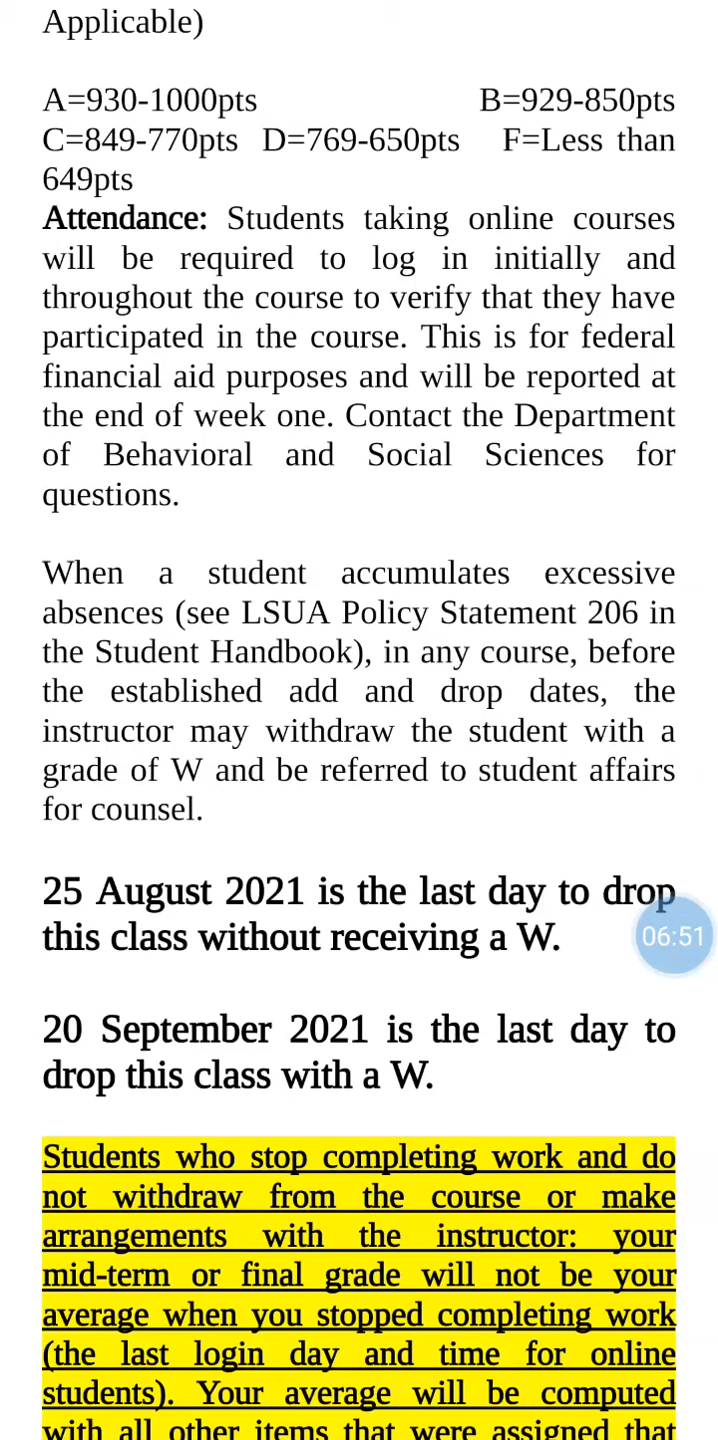 Applicable)
A=930-1000pts B=929-850pts
C=849-770pts D=769-650pts F=Less than
649pts
Attendance: Students taking online courses
will be required to log in initially and
throughout the course to verify that they have
participated in the course. This is for federal
financial aid purposes and will be reported at
the end of week one. Contact the Department
of Behavioral and Social Sciences for
questions.
When a student accumulates excessive
absences (see LSUA Policy Statement 206 in
the Student Handbook), in any course, before
the established add and drop dates, the
instructor may withdraw the student with a
grade of W and be referred to student affairs
for counsel.
25 August 2021 is the last day to drop
this class without receiving a W.
06:51
20 September 2021 is the last day to
drop this class with a W.
Students who stop completing work and do
not withdraw from the course or make
arrangements with the instructor: your
mid-term or final grade will not be your
average when you stopped completing work
(the last login day and time for online
students). Your average will be computed
with all other items that were assigned that